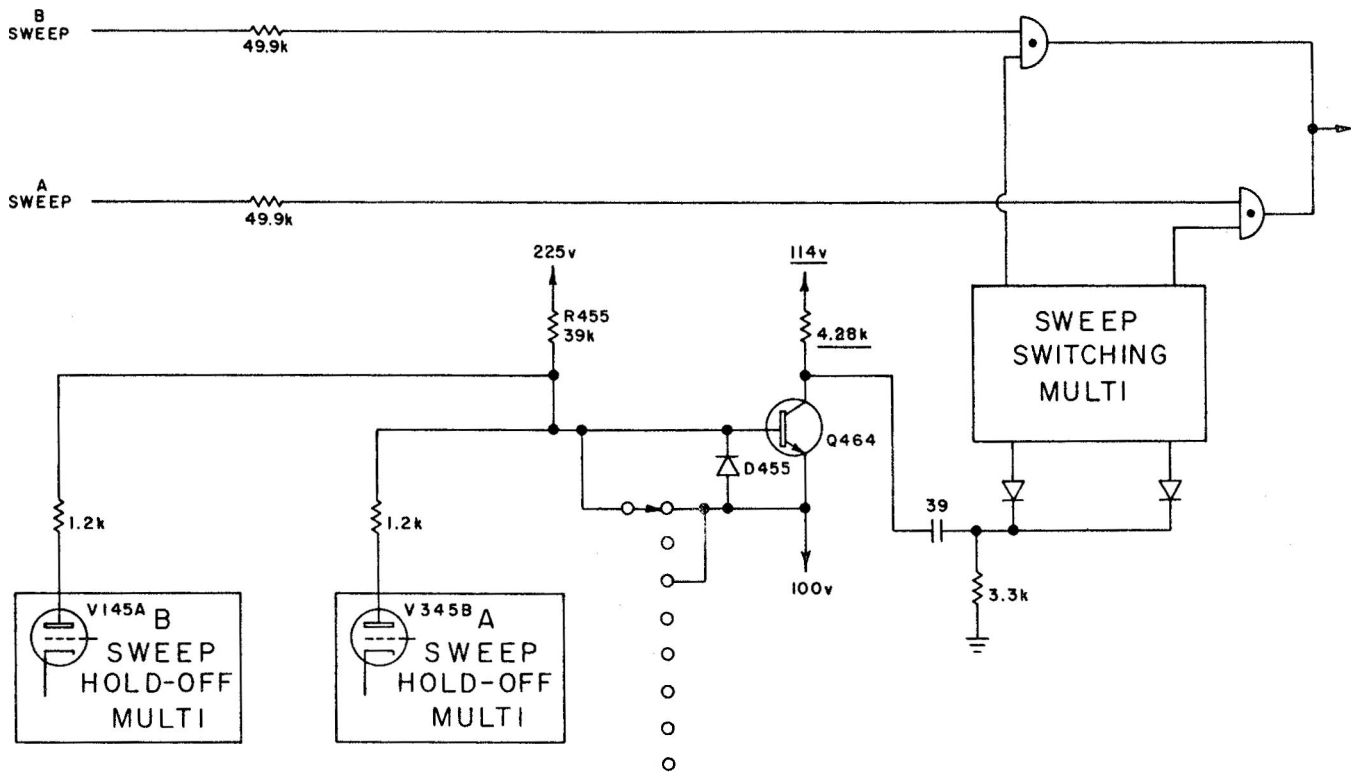 B
SWEEP
49.9k
A
SWEEP
49.9k
225v
114v
R455
39k
4.28k
SWEEP
SWITCHING
MULTI
Q464
D455
1.2k
1.2k
39
100v
3.3k
V145A B
SWEEP
HOLD-OFF
MULTI
V345B A
SWEEP
HOLD-OFF
MULTI